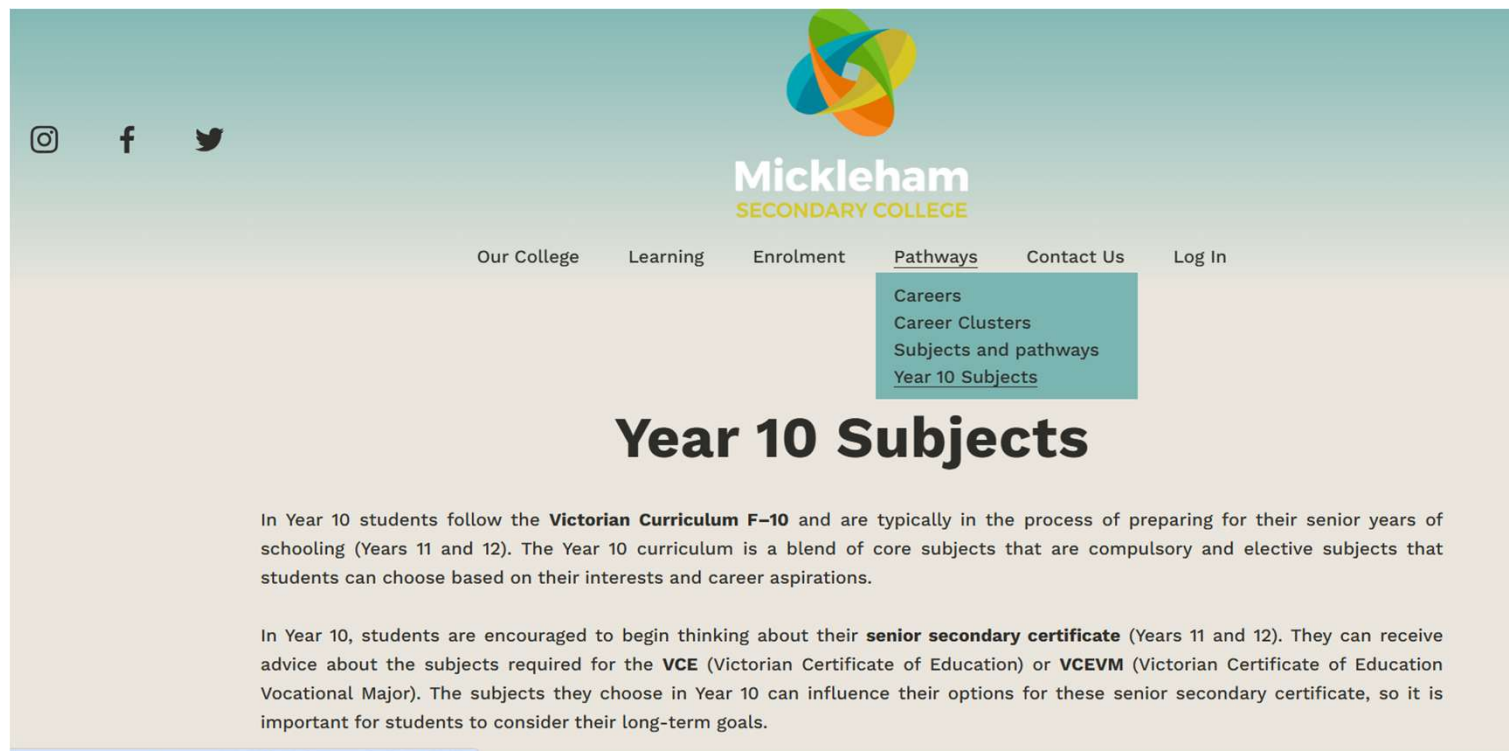 Mickleham
SECONDARY COLLEGE
Our College Learning Enrolment Pathways Contact Us Log In
Careers
Career Clusters
Subjects and pathways
Year 10 Subjects
Year 10 Subjects
In Year 10 students follow the Victorian Curriculum F–10 and are typically in the process of preparing for their senior years of
schooling (Years 11 and 12). The Year 10 curriculum is a blend of core subjects that are compulsory and elective subjects that
students can choose based on their interests and career aspirations.
In Year 10, students are encouraged to begin thinking about their senior secondary certificate (Years 11 and 12). They can receive
advice about the subjects required for the VCE (Victorian Certificate of Education) or VCEVM (Victorian Certificate of Education
Vocational Major). The subjects they choose in Year 10 can influence their options for these senior secondary certificate, so it is
important for students to consider their long-term goals.